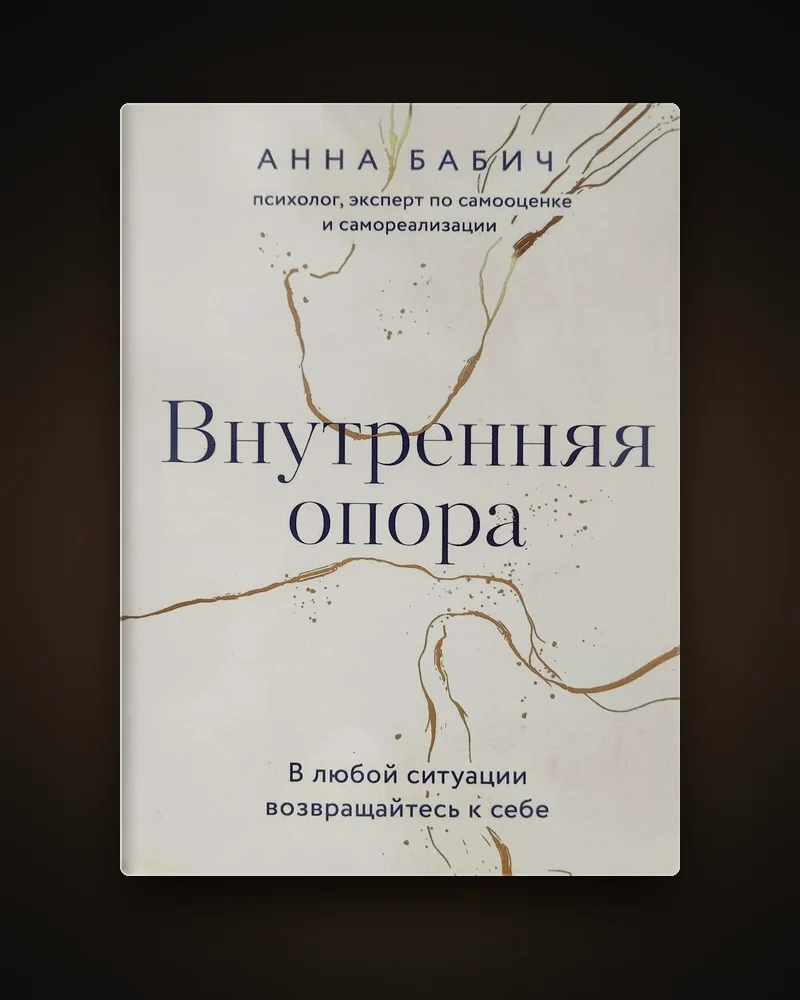 АННА БАБИЧ
психолог, эксперт по самооценке
и самореализации
Внутренняя
опора
В любой ситуации
возвращайтесь к себе